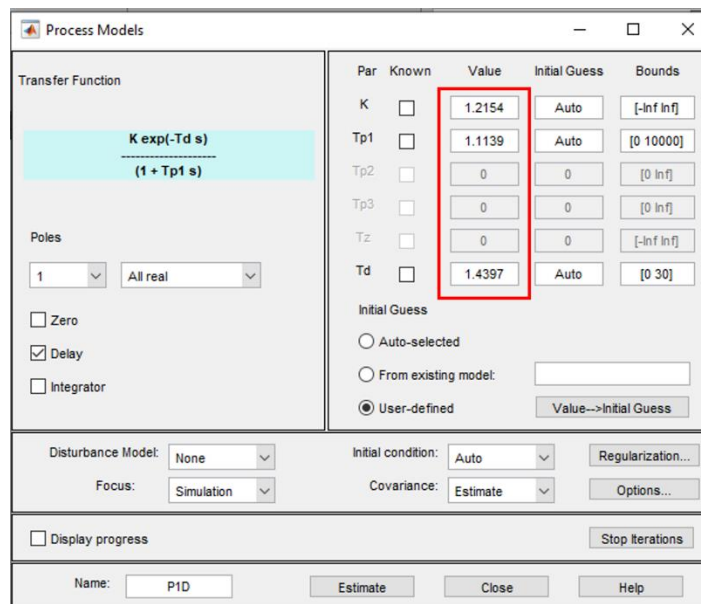 Process Models
Transfer Function
K exp(-Td s)
--------------------
(1 + Tp1 s)
Poles
1 All real
Zero
Delay
Integrator
Par Known Value Initial Guess Bounds
K 1.2154 Auto [-Inf Inf]
Tp1 1.1139 Auto [0 10000]
Tp2 0 0 [0 Inf]
Tp3 0 0 [0 Inf]
Tz 0 0 [-Inf Inf]
Td 1.4397 Auto [0 30]
Initial Guess
Auto-selected
From existing model:
User-defined Value-->Initial Guess
Disturbance Model: None Initial condition: Auto Regularization...
Focus: Simulation Covariance: Estimate Options...
Display progress Stop Iterations
Name: P1D Estimate Close Help